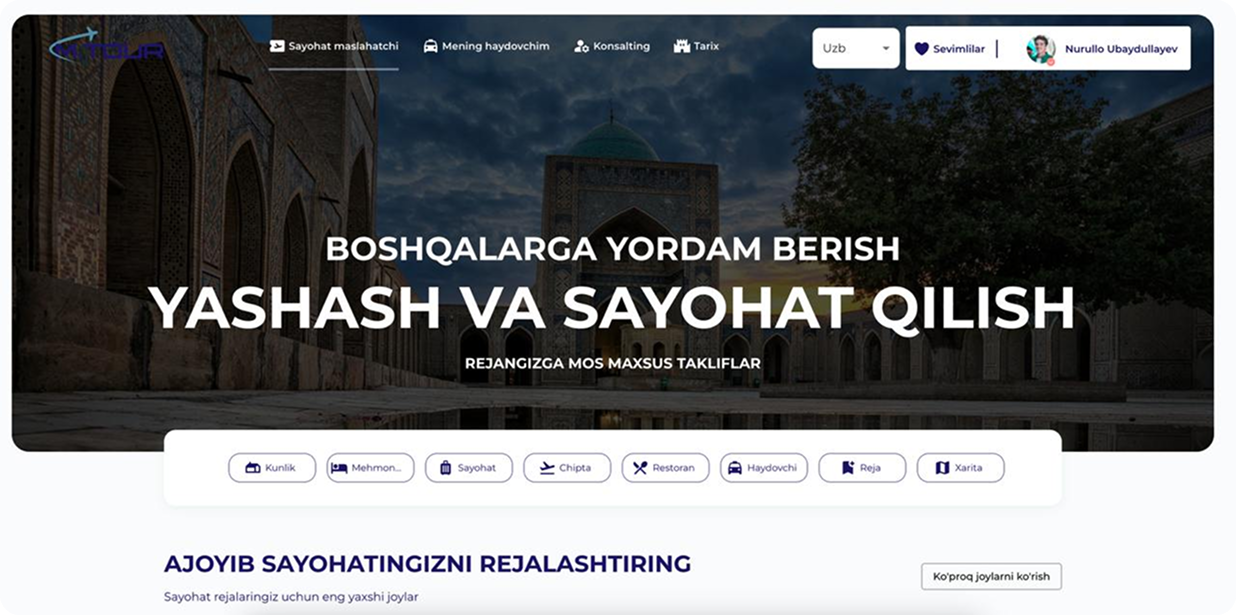 M TOUR
Sayohat maslahatchi
Mening haydovchim
Konsalting
Tarix
Uzb
Sevimlilar
Nurullo Ubaydullayev
BOSHQALARGA YORDAM BERISH
YASHASH VA SAYOHAT QILISH
REJANGIZGA MOS MAXSUS TAKLIFLAR
Kunlik
Mehmon...
Sayohat
Chipta
Restoran
Haydovchi
Reja
Xarita
AJOYIB SAYOHATINGIZNI REJALASHTIRING
Sayohat rejalaringiz uchun eng yaxshi joylar
Ko'proq joylarni ko'rish